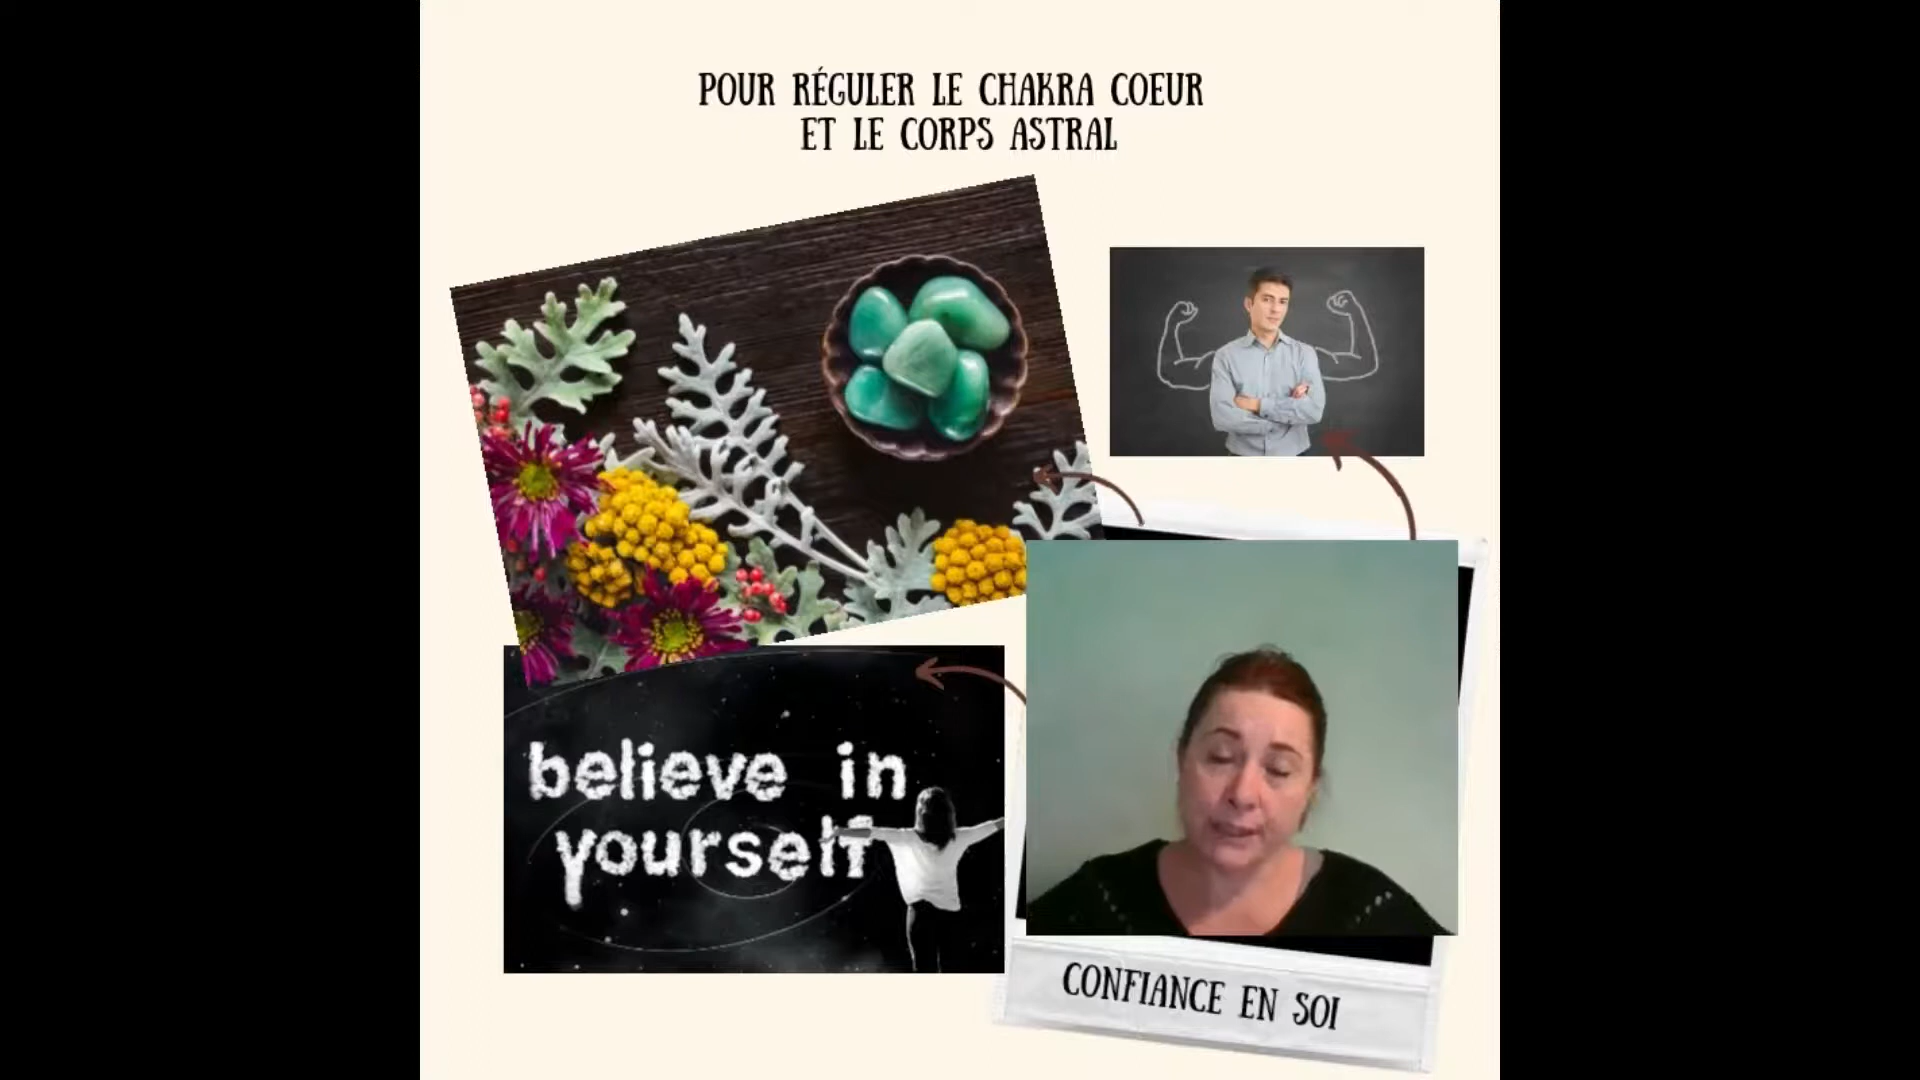 POUR RÉGULER LE CHAKRA COEUR
ET LE CORPS ASTRAL
believe in
yourself
CONFIANCE EN SOI